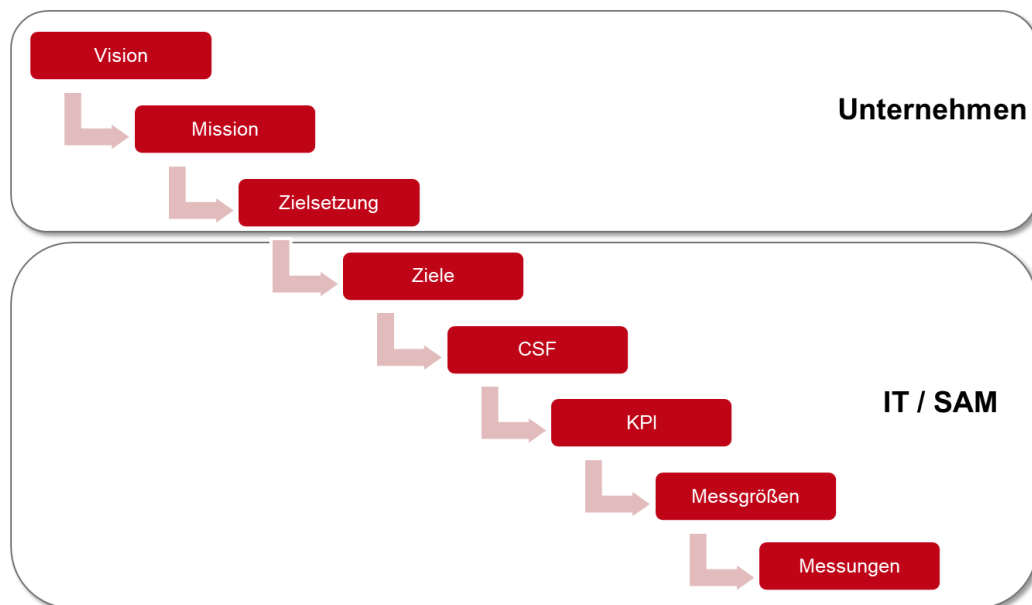 Vision
Unternehmen
Mission
Zielsetzung
Ziele
CSF
IT / SAM
KPI
Messgrößen
Messungen